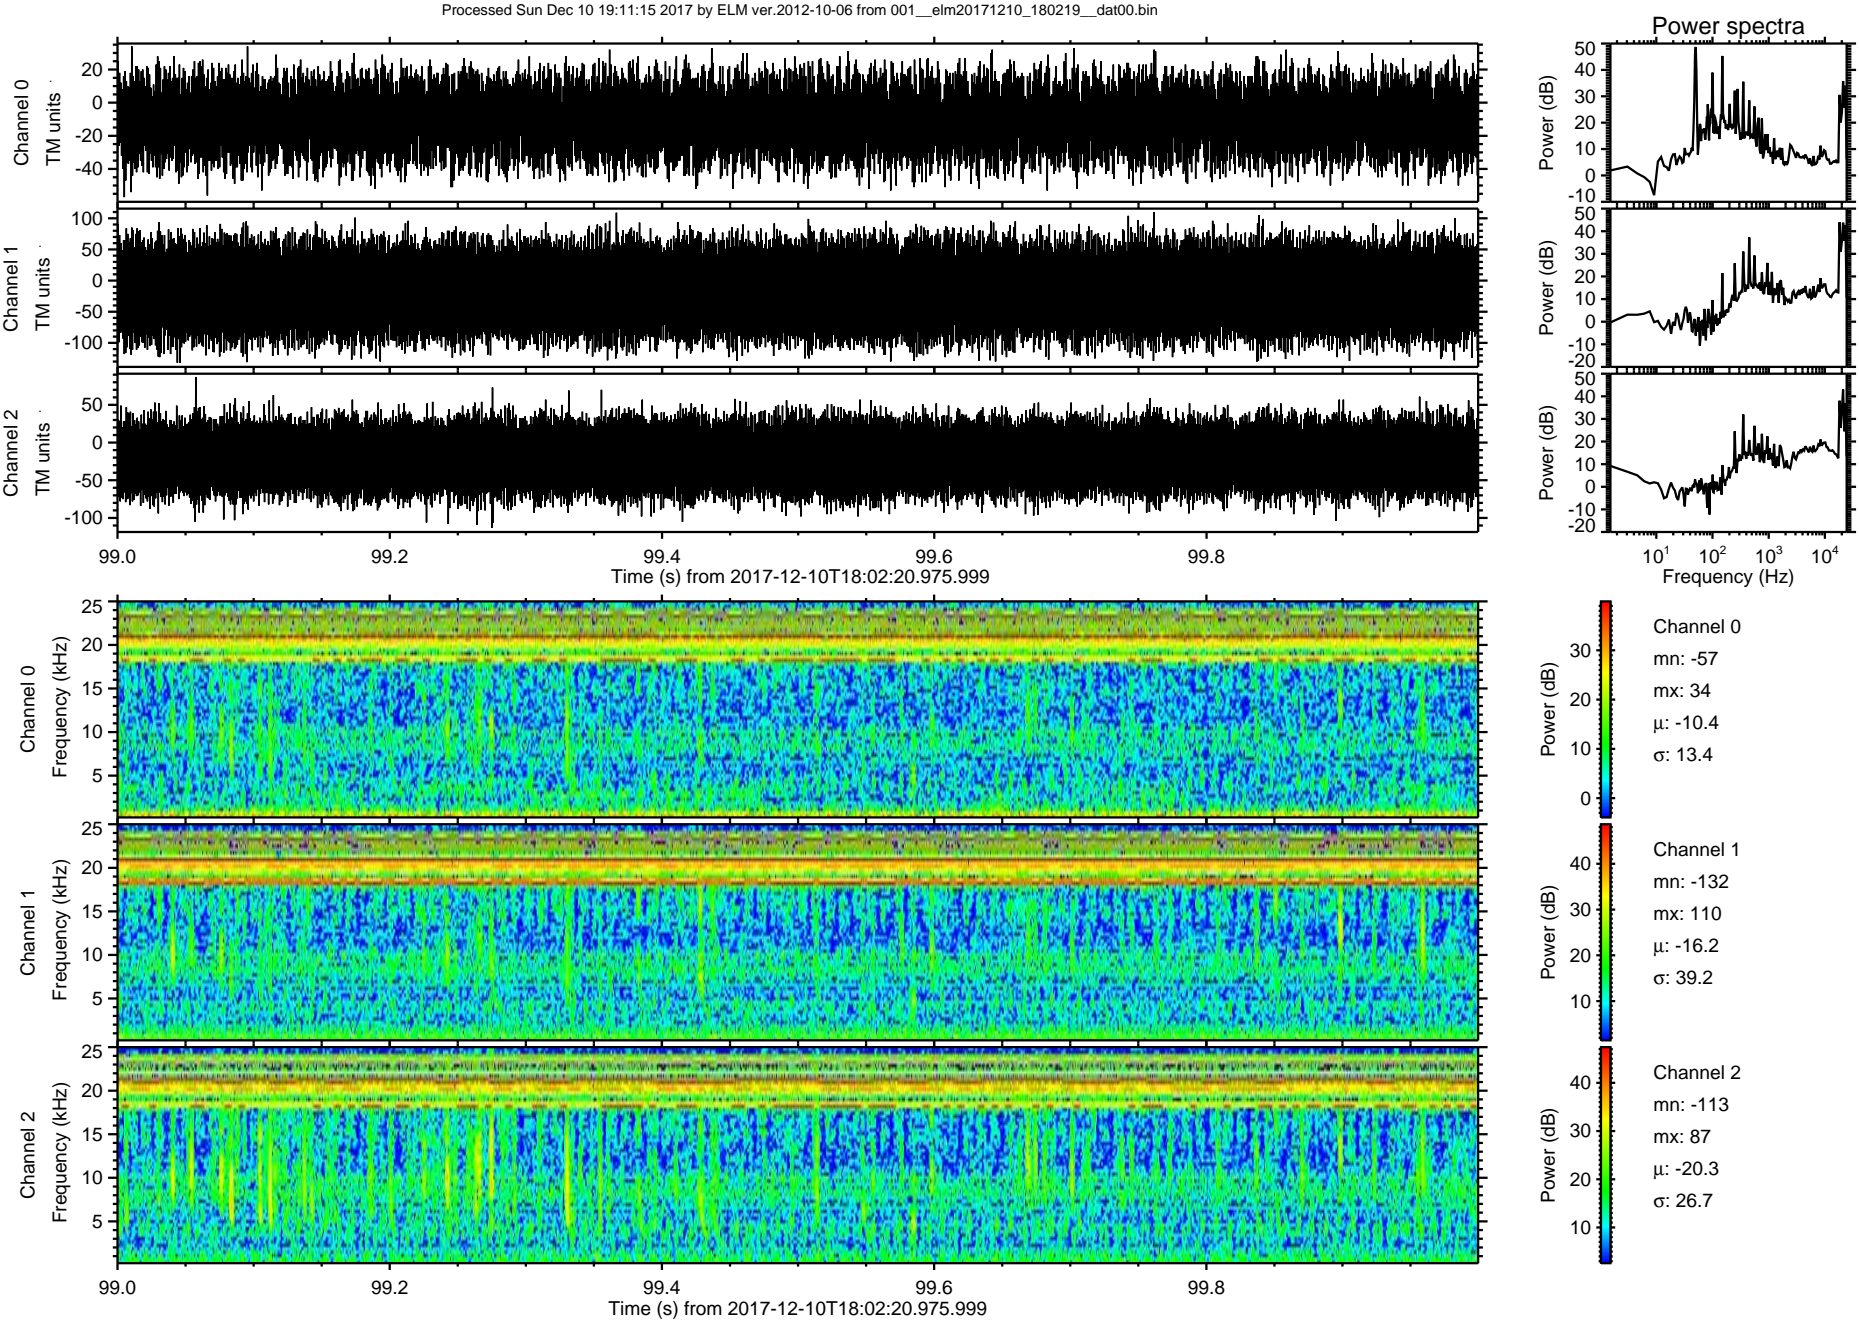 Processed Sun Dec 10 19:11:15 2017 by ELM ver.2012-10-06 from 001__elm20171210_180219__dat00.bin
Power spectra
Channel 0
TM units
20
0
-20
-40
Power (dB)
50
40
30
20
10
0
-10
Channel 1
TM units
100
50
0
-50
-100
Power (dB)
50
40
30
20
10
0
-10
-20
Channel 2
TM units
50
0
-50
-100
Power (dB)
50
40
30
20
10
0
-10
-20
99.0 99.2 99.4 99.6 99.8
Time (s) from 2017-12-10T18:02:20.975.999
10¹ 10² 10³ 10⁴
Frequency (Hz)
Channel 0
Frequency (kHz)
25
20
15
10
5
Power (dB)
30
20
10
0
Channel 0
mn: -57
mx: 34
μ: -10.4
σ: 13.4
Channel 1
Frequency (kHz)
25
20
15
10
5
Power (dB)
40
30
20
10
Channel 1
mn: -132
mx: 110
μ: -16.2
σ: 39.2
Channel 2
Frequency (kHz)
25
20
15
10
5
Power (dB)
40
30
20
10
Channel 2
mn: -113
mx: 87
μ: -20.3
σ: 26.7
99.0 99.2 99.4 99.6 99.8
Time (s) from 2017-12-10T18:02:20.975.999